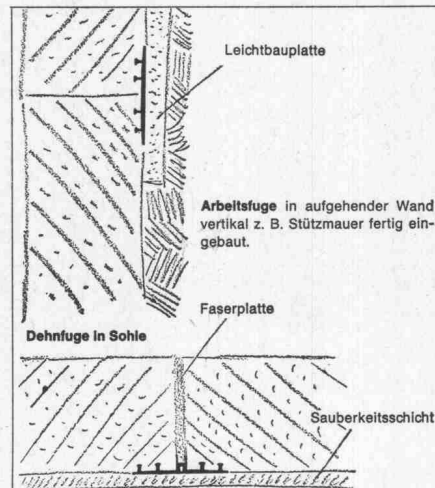 Leichtbauplatte
Arbeitsfuge in aufgehender Wand
vertikal z. B. Stützmauer fertig ein-
gebaut.
Faserplatte
Dehnfuge in Sohle
Sauberkeitsschicht